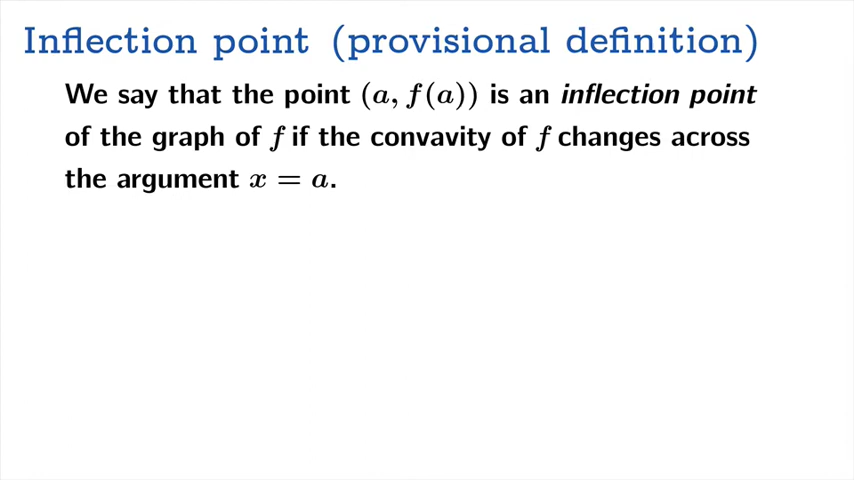 Inflection point (provisional definition)
We say that the point (a, f(a)) is an inflection point
of the graph of f if the convavity of f changes across
the argument x = a.